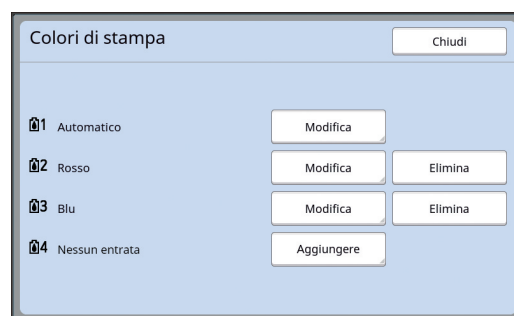 Colori di stampa Chiudi
1 Automatico Modifica
2 Rosso Modifica Elimina
3 Blu Modifica Elimina
4 Nessun entrata Aggiungere